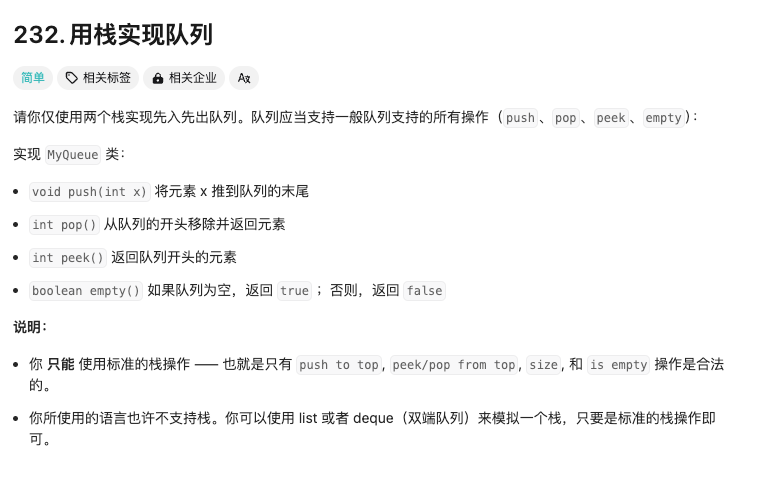 232. 用栈实现队列
简单 相关标签 相关企业 A文
请你仅使用两个栈实现先入先出队列。队列应当支持一般队列支持的所有操作（push、pop、peek、empty）：
实现 MyQueue 类：
• void push(int x) 将元素 x 推到队列的末尾
• int pop() 从队列的开头移除并返回元素
• int peek() 返回队列开头的元素
• boolean empty() 如果队列为空，返回 true ；否则，返回 false
说明：
• 你 只能 使用标准的栈操作 —— 也就是只有 push to top, peek/pop from top, size, 和 is empty 操作是合法
的。
• 你所使用的语言也许不支持栈。你可以使用 list 或者 deque（双端队列）来模拟一个栈，只要是标准的栈操作即
可。